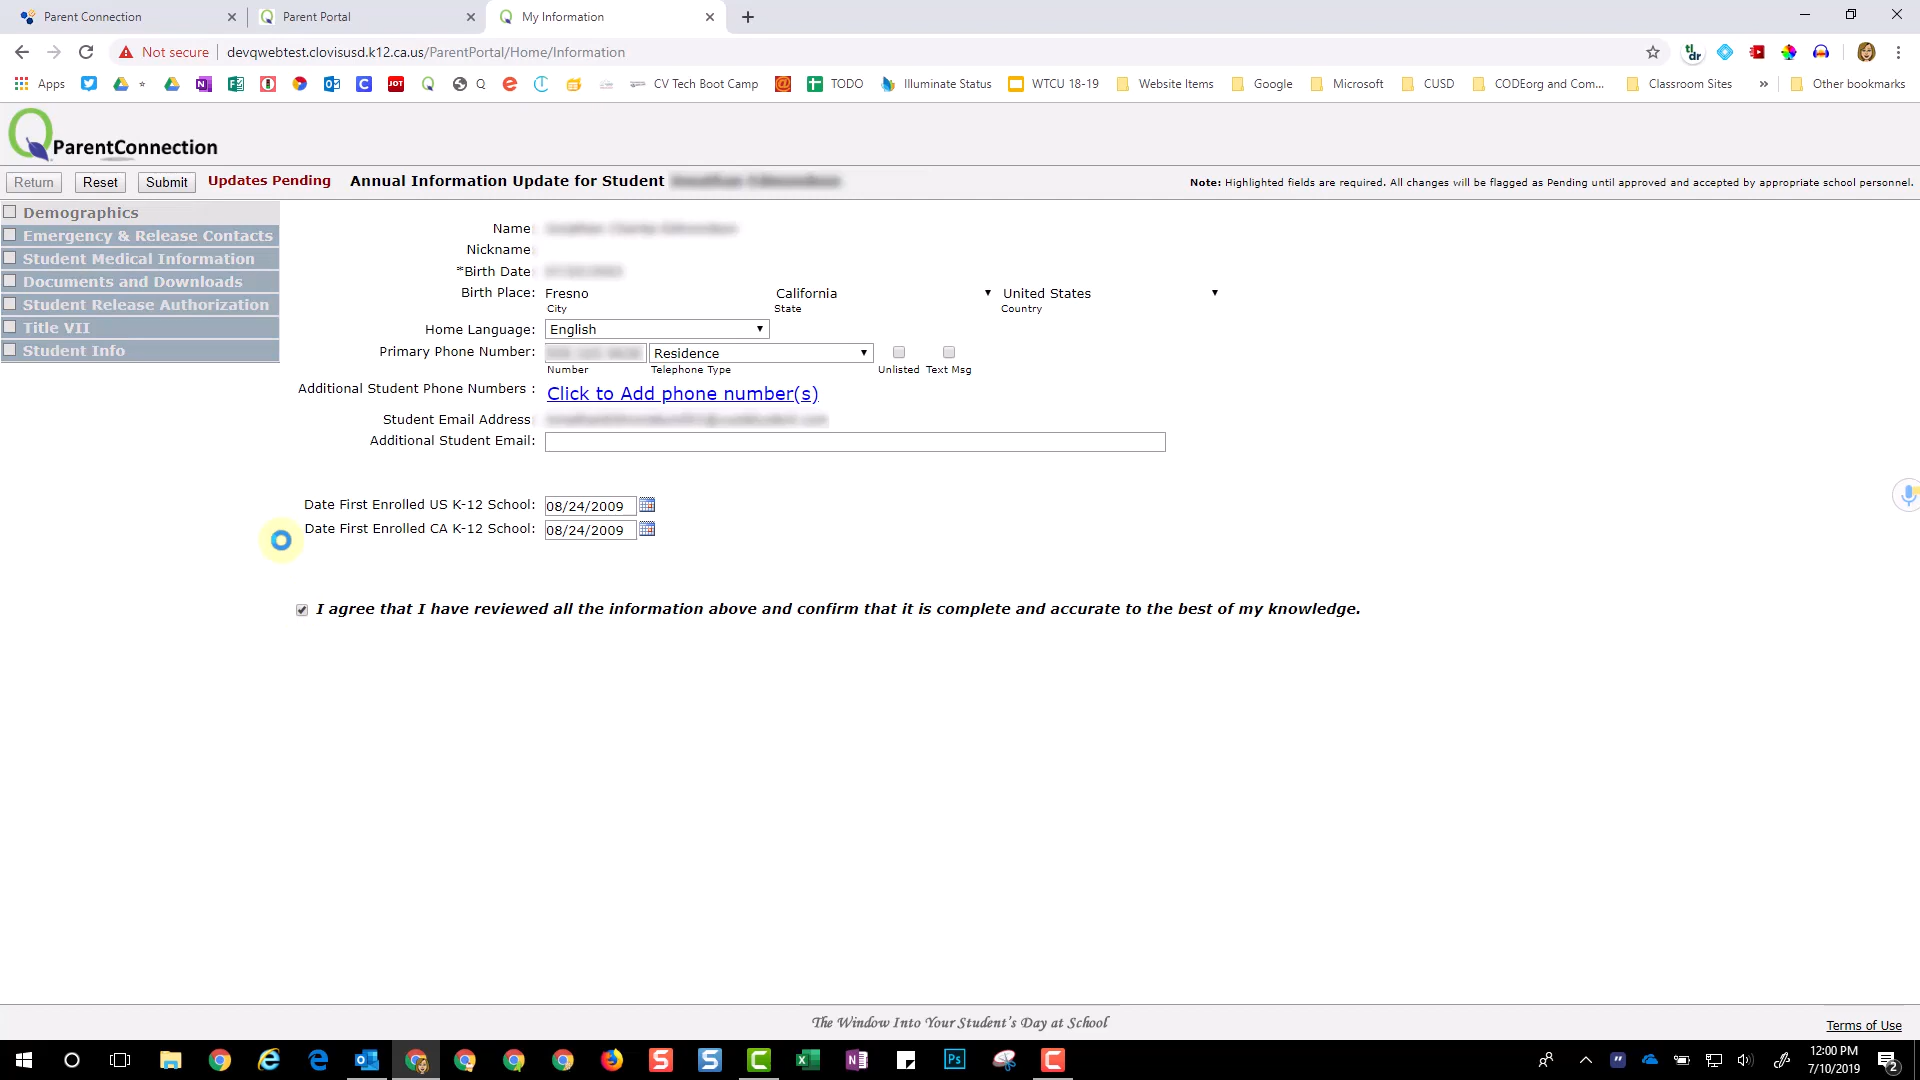 Parent Connection
Parent Portal
My Information
Not secure
devqwebtest.clovisusd.k12.ca.us/ParentPortal/Home/Information
Apps
Q
CV Tech Boot Camp
TODO
Illuminate Status
WTCU 18-19
Website Items
Google
Microsoft
CUSD
CODEorg and Com...
Classroom Sites
»
Other bookmarks
ParentConnection
Return
Reset
Submit
Updates Pending
Annual Information Update for Student
Note: Highlighted fields are required. All changes will be flagged as Pending until approved and accepted by appropriate school personnel.
Demographics
Emergency & Release Contacts
Student Medical Information
Documents and Downloads
Student Release Authorization
Title VII
Student Info
Name:
Nickname:
*Birth Date:
Birth Place: Fresno California United States
City State Country
Home Language: English
Primary Phone Number: Residence
Number Telephone Type Unlisted Text Msg
Additional Student Phone Numbers : Click to Add phone number(s)
Student Email Address:
Additional Student Email:
Date First Enrolled US K-12 School: 08/24/2009
Date First Enrolled CA K-12 School: 08/24/2009
I agree that I have reviewed all the information above and confirm that it is complete and accurate to the best of my knowledge.
The Window Into Your Student's Day at School
Terms of Use
12:00 PM
7/10/2019
2